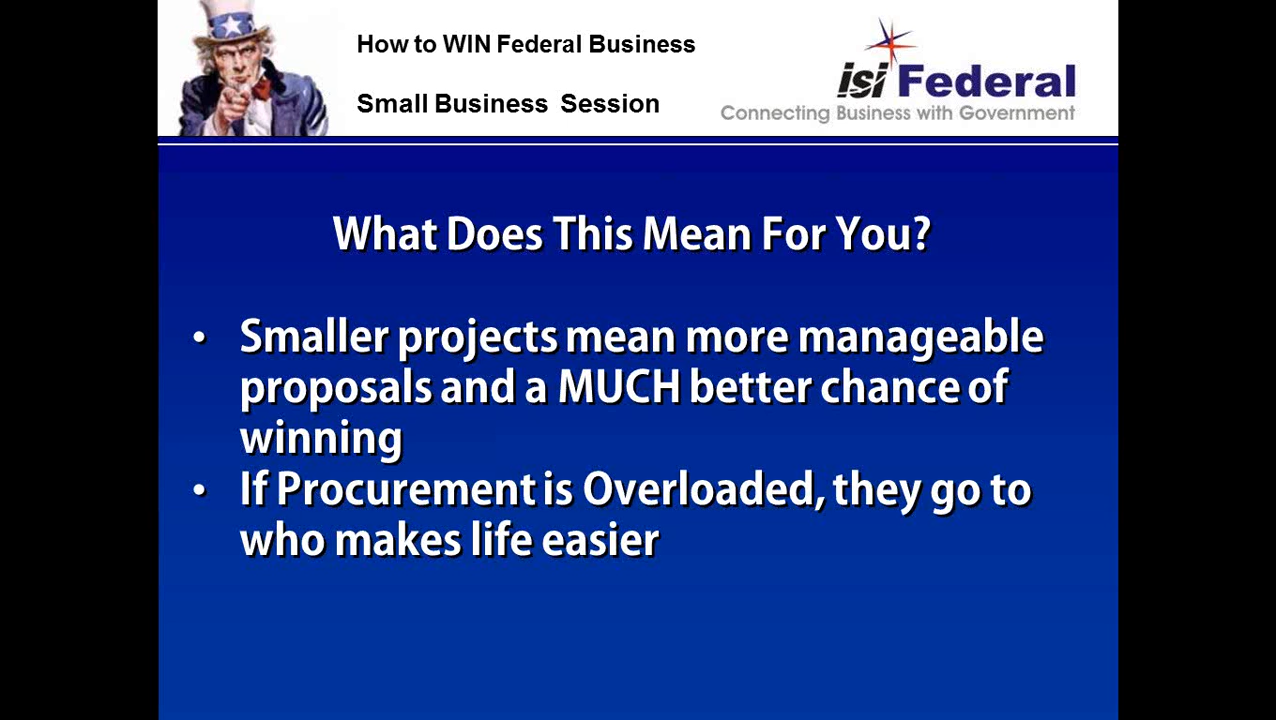 How to WIN Federal Business
Small Business Session
isi Federal
Connecting Business with Government
What Does This Mean For You?
• Smaller projects mean more manageable
proposals and a MUCH better chance of
winning
• If Procurement is Overloaded, they go to
who makes life easier